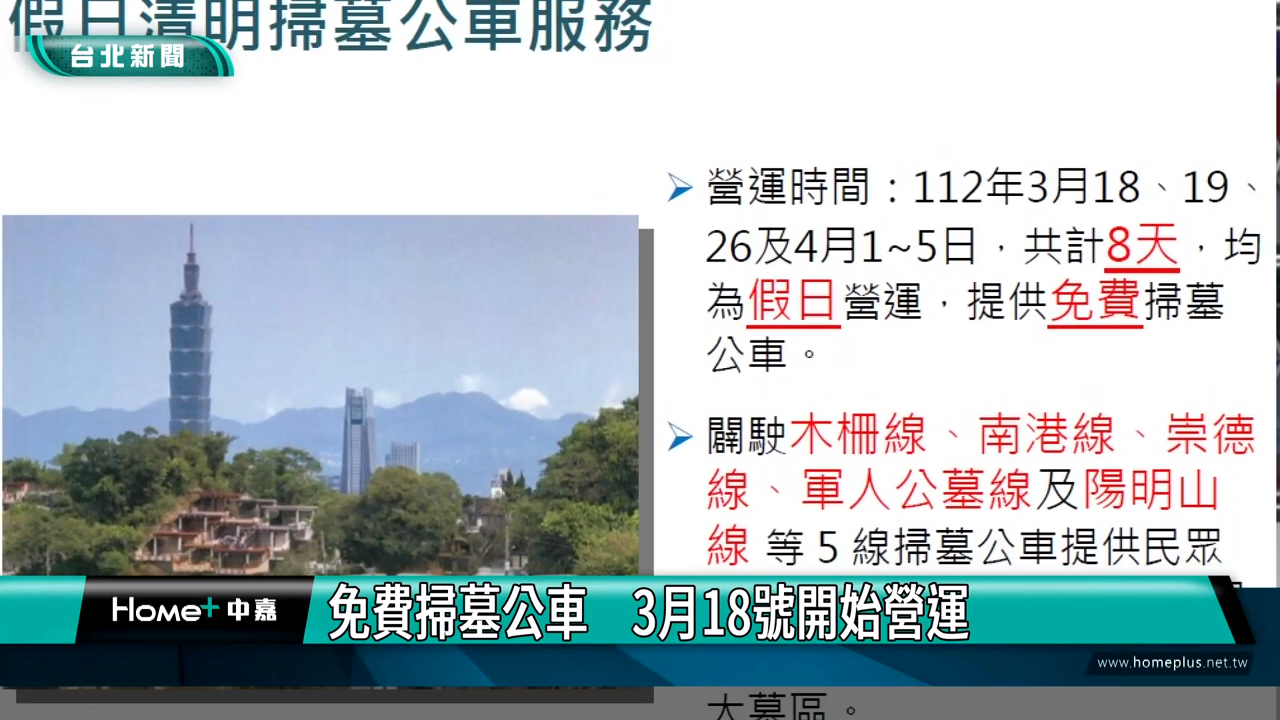 假日清明掃墓公車服務
台北新聞
營運時間：112年3月18、19、
26及4月1~5日，共計8天，均
為假日營運，提供免費掃墓
公車。
闢駛木柵線、南港線、崇德
線、軍人公墓線及陽明山
線 等 5 線掃墓公車提供民眾
Home+中嘉
免費掃墓公車 3月18號開始營運
www.homeplus.net.tw
大墓區。